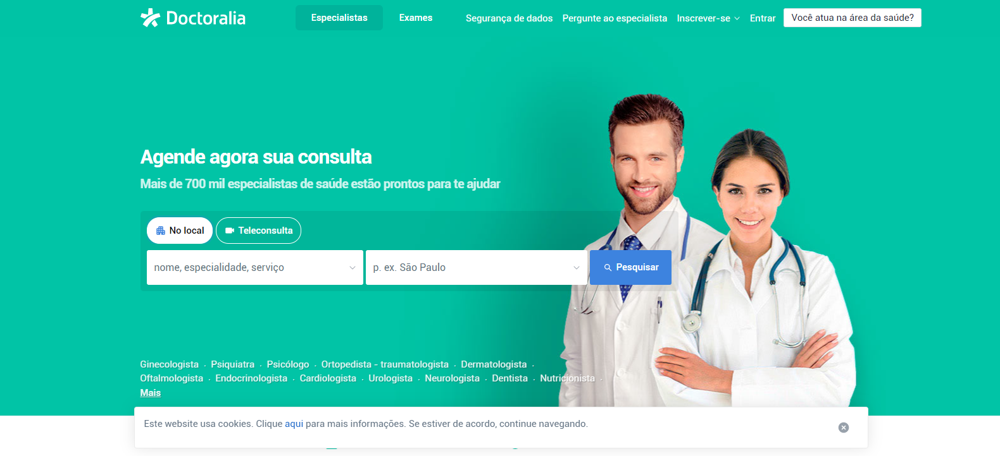 Doctoralia
Especialistas
Exames
Segurança de dados
Pergunte ao especialista
Inscrever-se
Entrar
Você atua na área da saúde?
Agende agora sua consulta
Mais de 700 mil especialistas de saúde estão prontos para te ajudar
No local
Teleconsulta
nome, especialidade, serviço
p. ex. São Paulo
Pesquisar
Ginecologista . Psiquiatra . Psicólogo . Ortopedista - traumatologista . Dermatologista .
Oftalmologista . Endocrinologista . Cardiologista . Urologista . Neurologista . Dentista . Nutricionista .
Mais
Este website usa cookies. Clique aqui para mais informações. Se estiver de acordo, continue navegando.